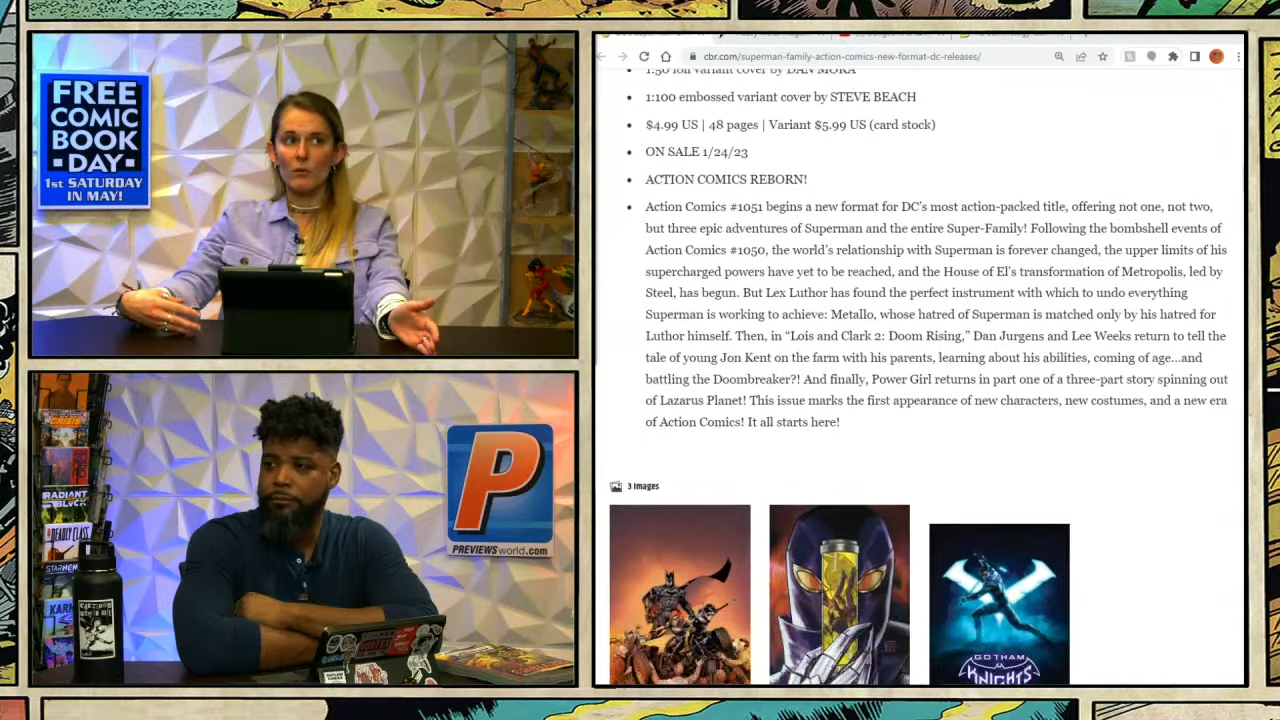 FREE
COMIC
BOOK
DAY
1st SATURDAY
IN MAY!
P
PREVIEWSworld.com
CRISIS
RADIANT
BLACK
DEADLY CLASS
cbr.com/superman-family-action-comics-new-format-dc-releases/
variant cover by DAN MORA
1:100 embossed variant cover by STEVE BEACH
$4.99 US | 48 pages | Variant $5.99 US (card stock)
ON SALE 1/24/23
ACTION COMICS REBORN!
Action Comics #1051 begins a new format for DC’s most action-packed title, offering not one, not two,
but three epic adventures of Superman and the entire Super-Family! Following the bombshell events of
Action Comics #1050, the world’s relationship with Superman is forever changed, the upper limits of his
supercharged powers have yet to be reached, and the House of El’s transformation of Metropolis, led by
Steel, has begun. But Lex Luthor has found the perfect instrument with which to undo everything
Superman is working to achieve: Metallo, whose hatred of Superman is matched only by his hatred for
Luthor himself. Then, in “Lois and Clark 2: Doom Rising,” Dan Jurgens and Lee Weeks return to tell the
tale of young Jon Kent on the farm with his parents, learning about his abilities, coming of age…and
battling the Doombreaker?! And finally, Power Girl returns in part one of a three-part story spinning out
of Lazarus Planet! This issue marks the first appearance of new characters, new costumes, and a new era
of Action Comics! It all starts here!
3 Images
GOTHAM
KNIGHTS